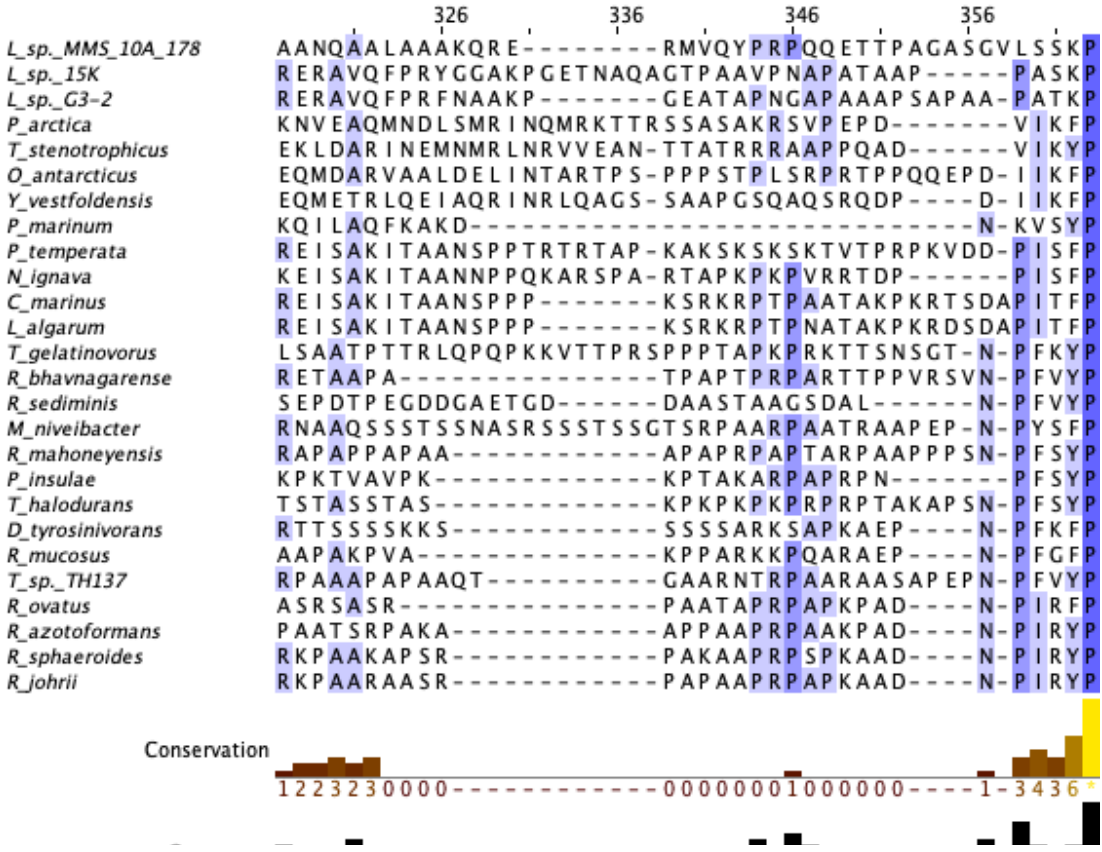 326 336 346 356
L_sp._MMS_10A_178 AANQAALAAAKQRE--------RMVQYPRPQQETTPAGASGVLSSKP
L_sp._15K RERAVQFPRYGGAKPGETNAQAGTPAAVPNAPATAAP-----PASKP
L_sp._G3-2 RERAVQFPRFNAAKP-------GEATAPNGAPAAAPSAPAA-PATKP
P_arctica KNVEAQMNDLSMRINQMRKTTRSSASAKRSVPEPD-------VIKFP
T_stenotrophicus EKLDARINEMNMRLNRVVEAN-TTATRRRAAPPQAD------VIKYP
O_antarcticus EQMDARVAALDELINTARTPS-PPPSTPLSRPRTPPQQEPD-IIKFP
Y_vestfoldensis EQMETRLQEIAQRINRLQAGS-SAAPGSQAQSRQDP----D-IIKFP
P_marinum KQILAQFKAKD-----------------------------N-KVSYP
P_temperata REISAKITAANSPPTRTRTAP-KAKSKSKSKTVTPRPKVDD-PISFP
N_ignava KEISAKITAANNPPQKARSPA-RTAPKPKPVRRTDP------PISFP
C_marinus REISAKITAANSPPP-------KSRKRPTPAATAKPKRTSDAPITFP
L_algarum REISAKITAANSPPP-------KSRKRPTPNATAKPKRDSDAPITFP
T_gelatinovorus LSAATPTTRLQPQPKKVTTPRSPPPTAPKPRKTTSNSGT-N-PFKYP
R_bhavnagarense RETAAPA---------------TPAPTPRPARTTPPVRSVN-PFVYP
R_sediminis SEPDTPEGDDGAETGD------DAASTAAGSDAL------N-PFVYP
M_niveibacter RNAAQSSSTSSNASRSSSTSSGTSRPAARPAATRAAPEP-N-PYSFP
R_mahoneyensis RAPAPPAPAA------------APAPRPAPTARPAAPPPSN-PFSYP
P_insulae KPKTVAVPK-------------KPTAKARPAPRPN-------PFSYP
T_halodurans TSTASSTAS-------------KPKPKPKPRPRPTAKAPSN-PFSYP
D_tyrosinivorans RTTSSSSKKS------------SSSSARKSAPKAEP----N-PFKFP
R_mucosus AAPAKPVA--------------KPPARKKPQARAEP----N-PFGFP
T_sp._TH137 RPAAAPAPAAQT----------GAARNTRPAARAASAPEPN-PFVYP
R_ovatus ASRSASR---------------PAATAPRPAPKPAD----N-PIRFP
R_azotoformans PAATSRPAKA------------APPAAPRPAAKPAD----N-PIRYP
R_sphaeroides RKPAAKAPSR------------PAKAAPRPSPKAAD----N-PIRYP
R_johrii RKPAARAASR------------PAPAAPRPAPKAAD----N-PIRYP
Conservation
1223230000------------00000001000000----1-3436*